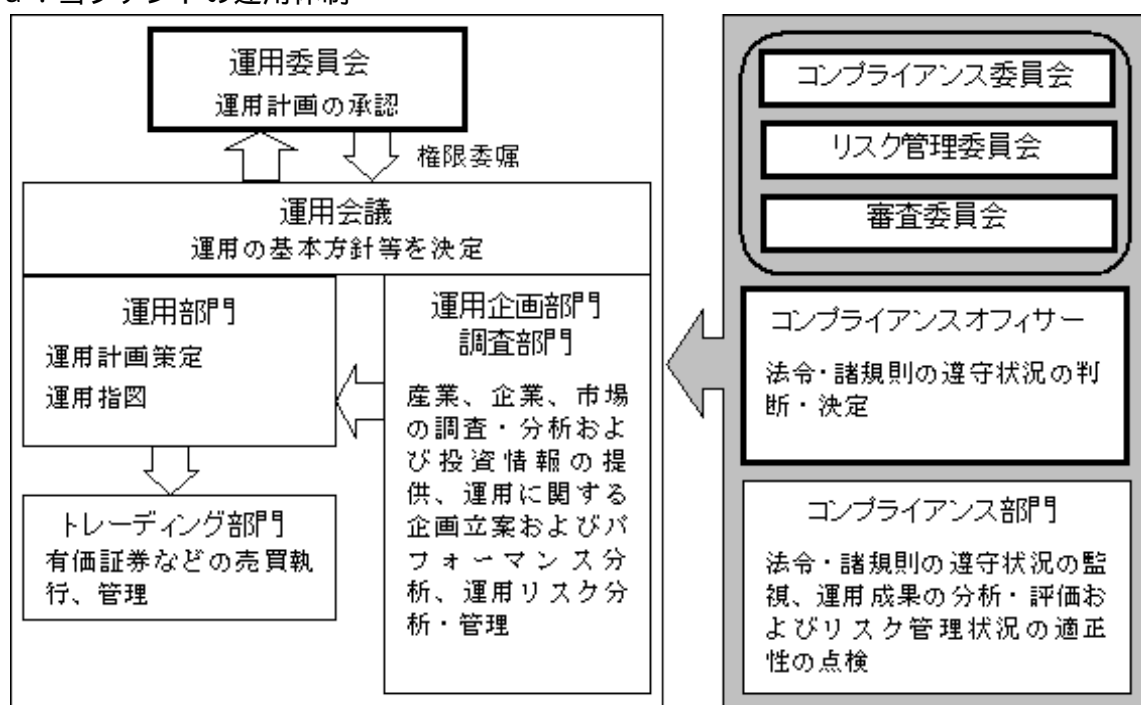 運用委員会
運用計画の承認
権限委嘱
運用会議
運用の基本方針等を決定
運用部門
運用計画策定
運用指図
運用企画部門
調査部門
産業、企業、市場
の調査・分析およ
び投資情報の提
供、運用に関する
企画立案およびパ
フォーマンス分
析、運用リスク分
析・管理
トレーディング部門
有価証券などの売買執
行、管理
コンプライアンス委員会
リスク管理委員会
審査委員会
コンプライアンスオフィサー
法令・諸規則の遵守状況の判
断・決定
コンプライアンス部門
法令・諸規則の遵守状況の監
視、運用成果の分析・評価お
よびリスク管理状況の適正
性の点検